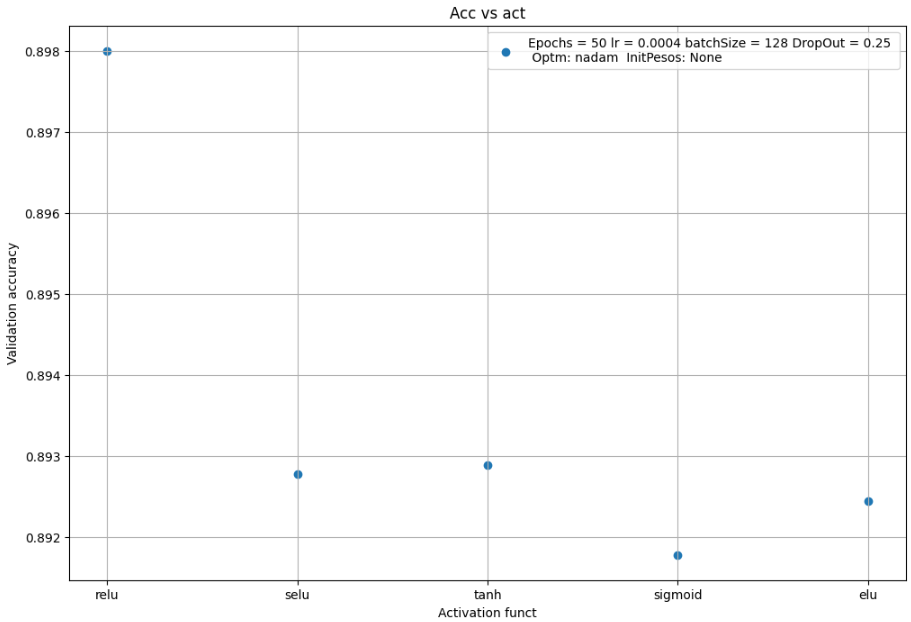 Acc vs act
Epochs = 50 lr = 0.0004 batchSize = 128 DropOut = 0.25
Optm: nadam  InitPesos: None
Validation accuracy
0.898
0.897
0.896
0.895
0.894
0.893
0.892
relu
selu
tanh
sigmoid
elu
Activation funct